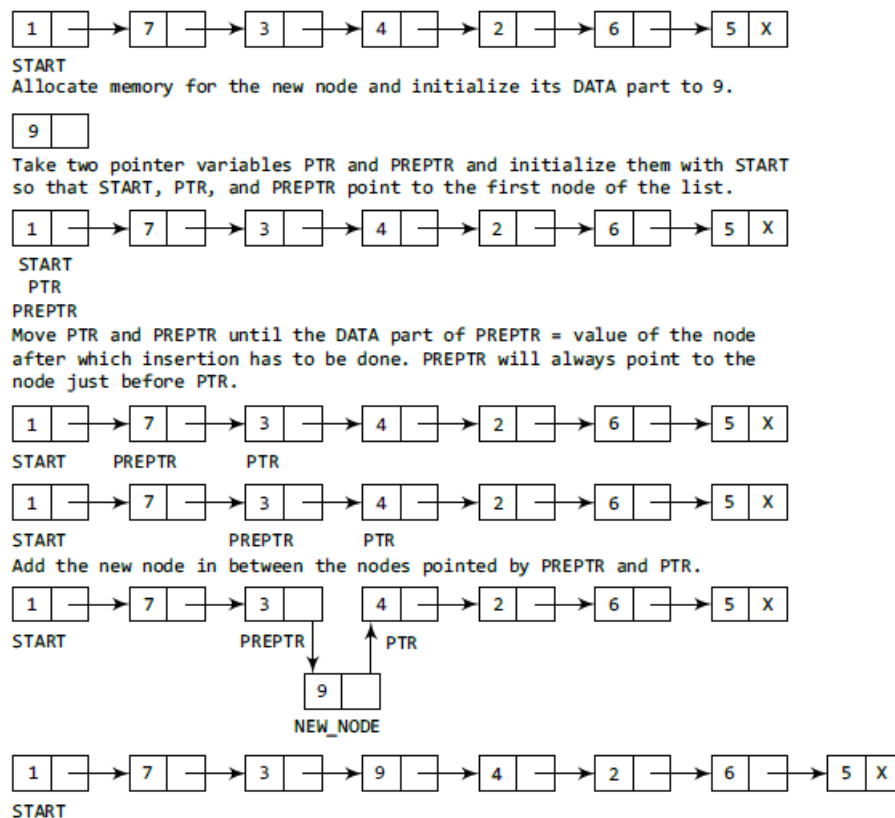 1 7 3 4 2 6 5 X
START
Allocate memory for the new node and initialize its DATA part to 9.
9
Take two pointer variables PTR and PREPTR and initialize them with START
so that START, PTR, and PREPTR point to the first node of the list.
1 7 3 4 2 6 5 X
START
PTR
PREPTR
Move PTR and PREPTR until the DATA part of PREPTR = value of the node
after which insertion has to be done. PREPTR will always point to the
node just before PTR.
1 7 3 4 2 6 5 X
START PREPTR PTR
1 7 3 4 2 6 5 X
START PREPTR PTR
Add the new node in between the nodes pointed by PREPTR and PTR.
1 7 3 4 2 6 5 X
START PREPTR PTR
9
NEW_NODE
1 7 3 9 4 2 6 5 X
START